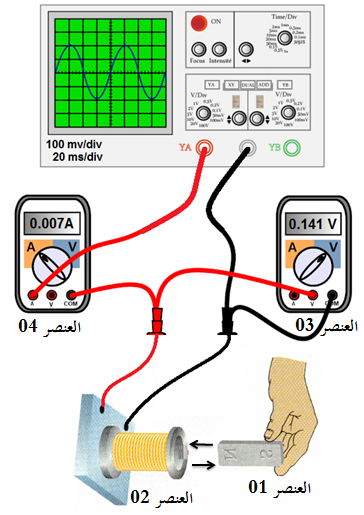 ON
Time/Div
Focus
Intensité
YA
XY
DUAL
ADD
YB
V/Div
V/Div
100 mv/div
20 ms/div
YA
YB
0.007A
A V
A V COM
العنصر 04
0.141 V
A V
A V COM
العنصر 03
N S
العنصر 02
العنصر 01